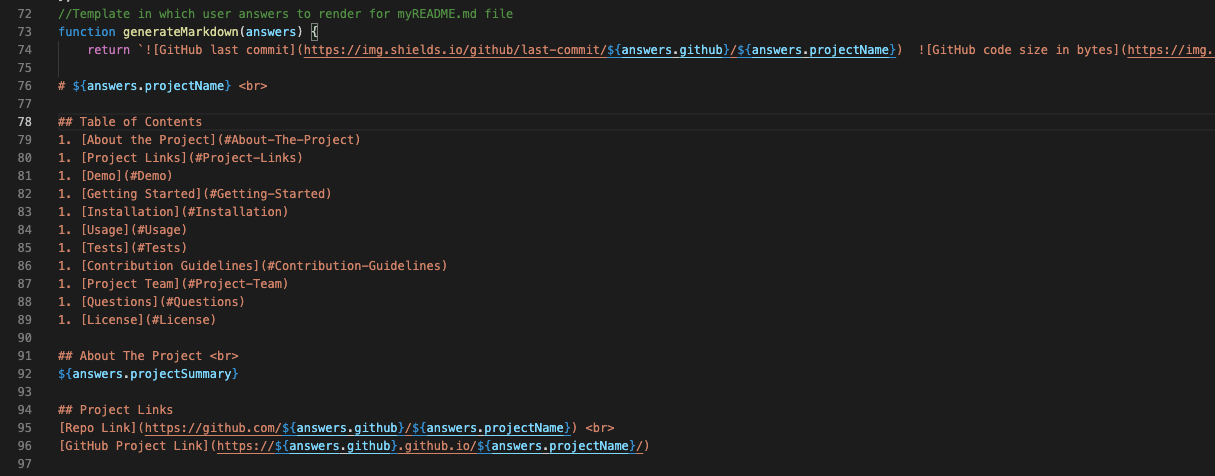 72 //Template in which user answers to render for myREADME.md file
73 function generateMarkdown(answers) {
74 return `![GitHub last commit](https://img.shields.io/github/last-commit/${answers.github}/${answers.projectName})  ![GitHub code size in bytes](https://img.
75
76 # ${answers.projectName} <br>
77
78 ## Table of Contents
79 1. [About the Project](#About-The-Project)
80 1. [Project Links](#Project-Links)
81 1. [Demo](#Demo)
82 1. [Getting Started](#Getting-Started)
83 1. [Installation](#Installation)
84 1. [Usage](#Usage)
85 1. [Tests](#Tests)
86 1. [Contribution Guidelines](#Contribution-Guidelines)
87 1. [Project Team](#Project-Team)
88 1. [Questions](#Questions)
89 1. [License](#License)
90
91 ## About The Project <br>
92 ${answers.projectSummary}
93
94 ## Project Links
95 [Repo Link](https://github.com/${answers.github}/${answers.projectName}) <br>
96 [GitHub Project Link](https://${answers.github}.github.io/${answers.projectName}/)
97